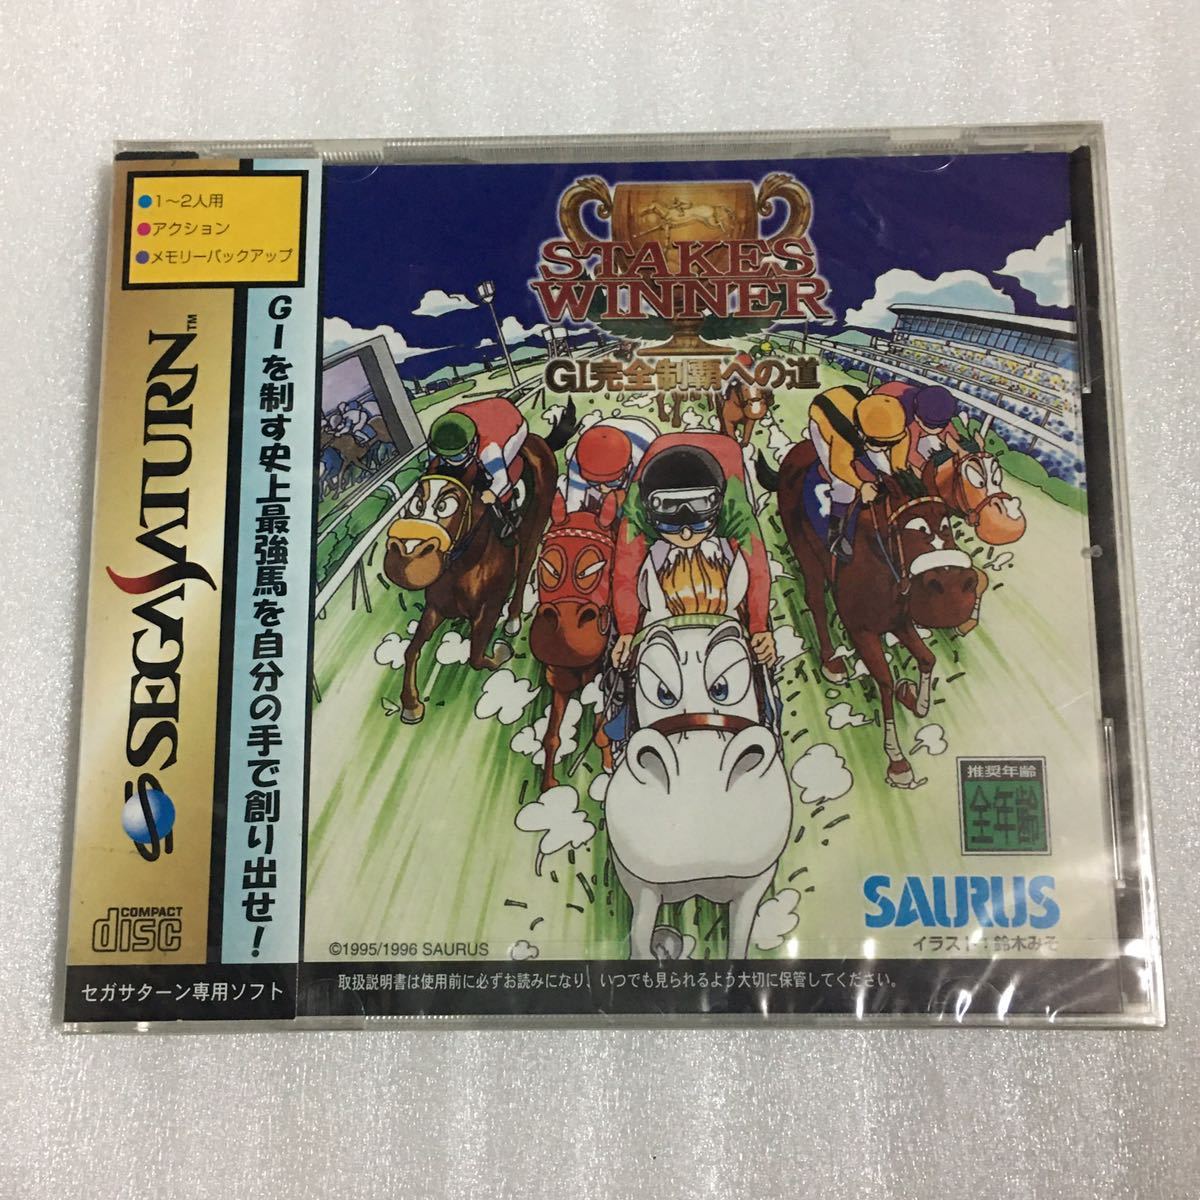 ●1～2人用
●アクション
●メモリーバックアップ
SEGA SATURN™
COMPACT
disc
セガサターン専用ソフト
GIを制す史上最強馬を自分の手で創り出せ！
STAKES
WINNER
GI完全制覇への道
推奨年齢
全年齢
SAURUS
イラスト：鈴木みそ
©1995/1996 SAURUS
取扱説明書は使用前に必ずお読みになり、いつでも見られるよう大切に保管してください。